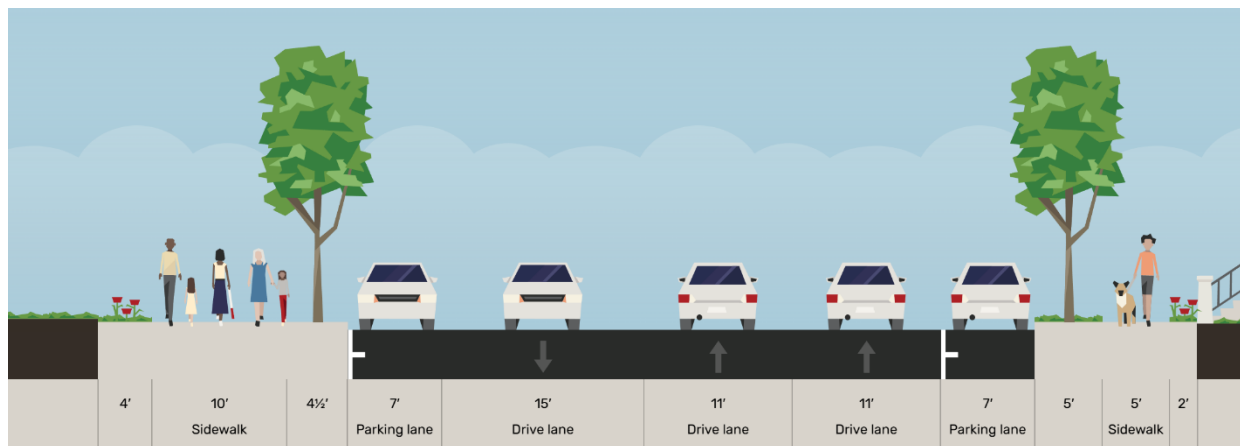 4’ 10’ 4½’ 7’ 15’ 11’ 11’ 7’ 5’ 5’ 2’
Sidewalk Parking lane Drive lane Drive lane Drive lane Parking lane Sidewalk